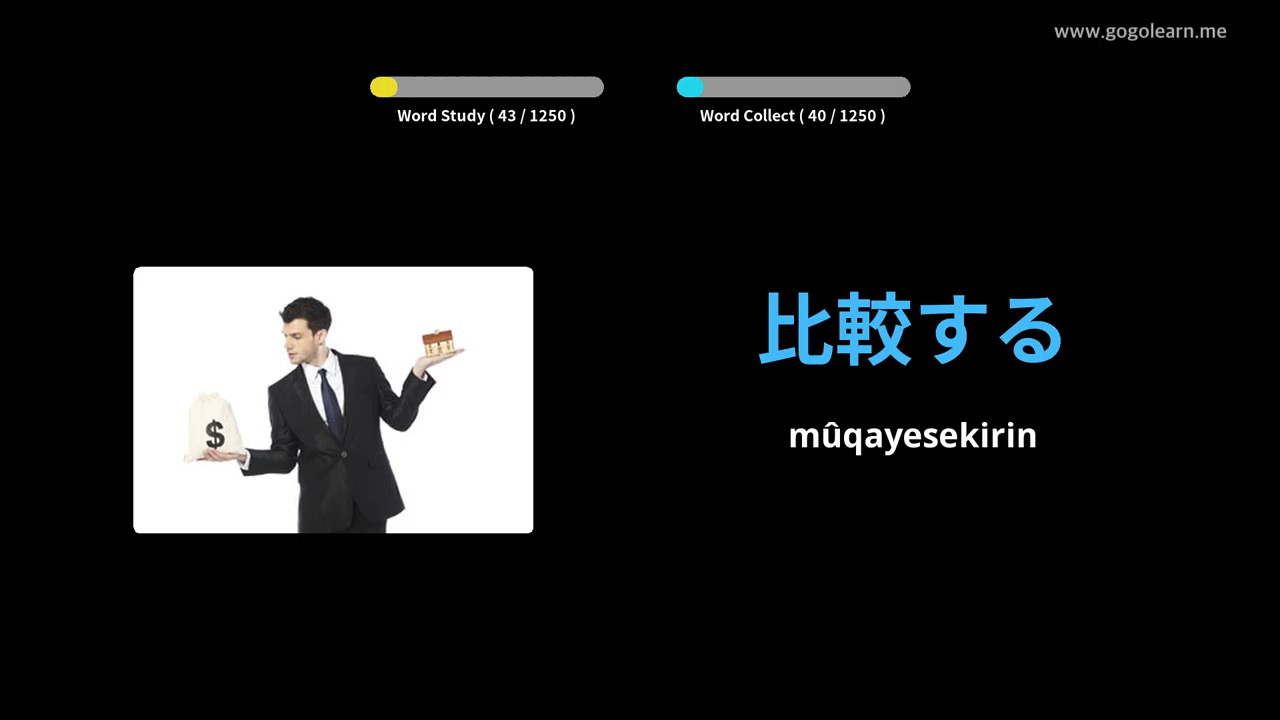 www.gogolearn.me
Word Study ( 43 / 1250 )
Word Collect ( 40 / 1250 )
比較する
$
mûqayesekirin